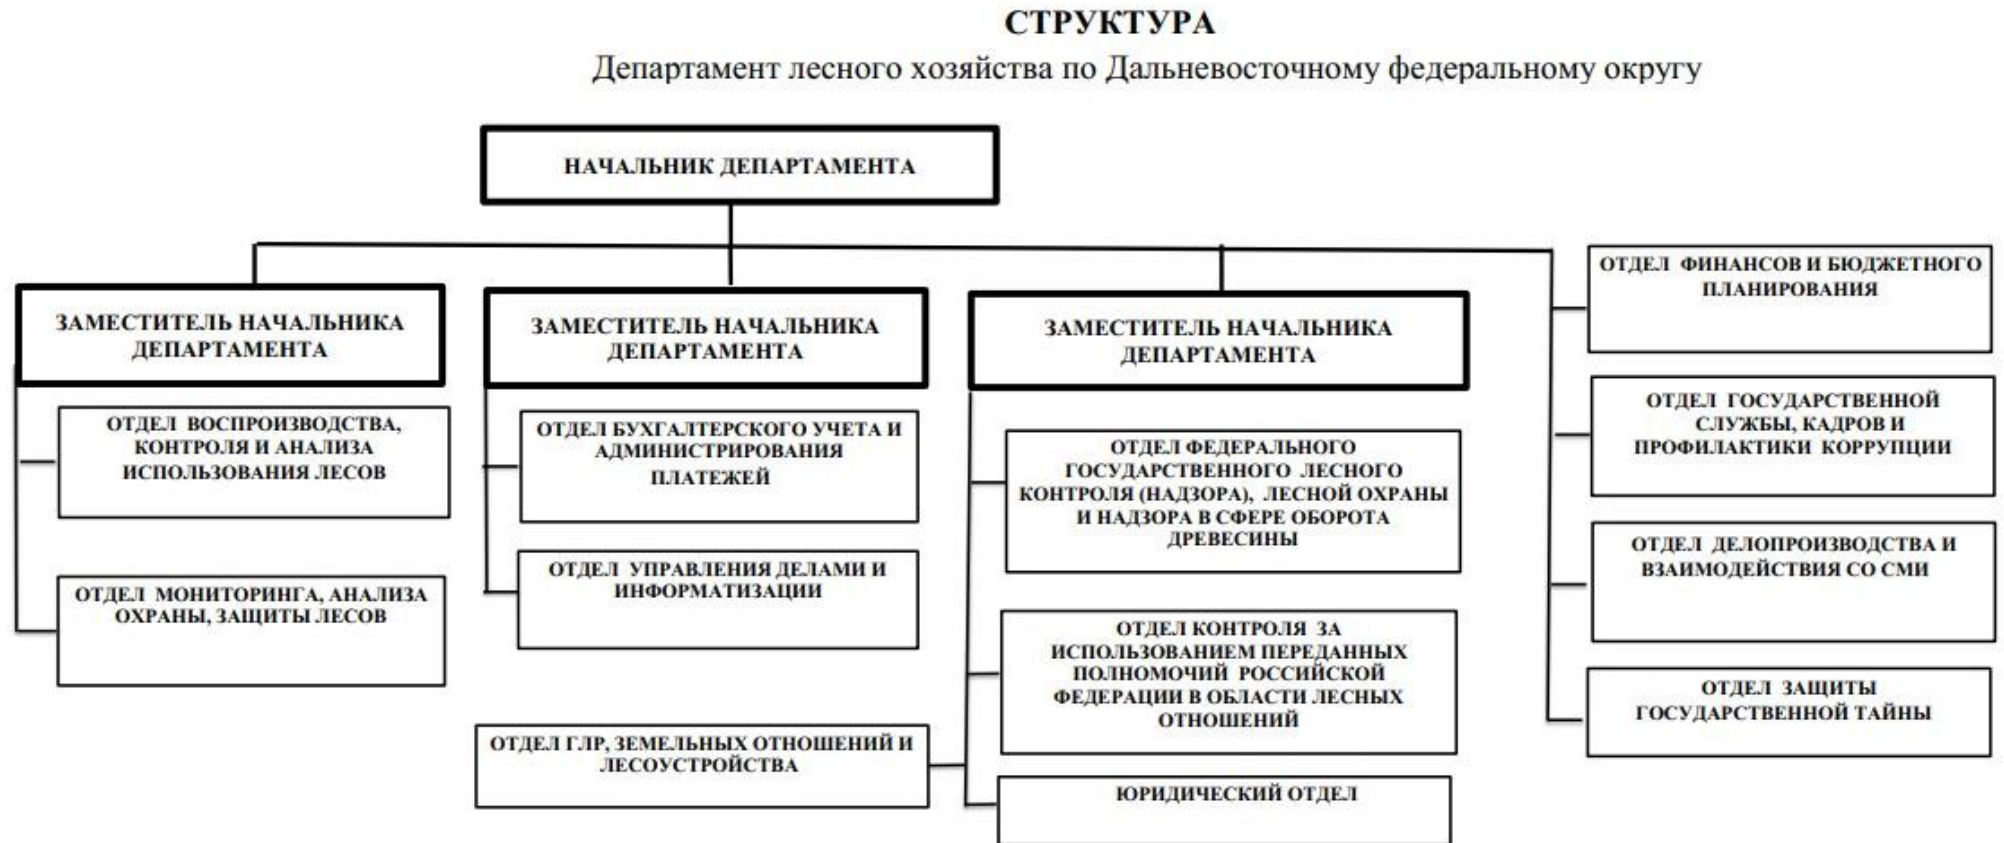 СТРУКТУРА
Департамент лесного хозяйства по Дальневосточному федеральному округу
НАЧАЛЬНИК ДЕПАРТАМЕНТА
ЗАМЕСТИТЕЛЬ НАЧАЛЬНИКА
ДЕПАРТАМЕНТА
ОТДЕЛ ВОСПРОИЗВОДСТВА,
КОНТРОЛЯ И АНАЛИЗА
ИСПОЛЬЗОВАНИЯ ЛЕСОВ
ОТДЕЛ МОНИТОРИНГА, АНАЛИЗА
ОХРАНЫ, ЗАЩИТЫ ЛЕСОВ
ЗАМЕСТИТЕЛЬ НАЧАЛЬНИКА
ДЕПАРТАМЕНТА
ОТДЕЛ БУХГАЛТЕРСКОГО УЧЕТА И
АДМИНИСТРИРОВАНИЯ
ПЛАТЕЖЕЙ
ОТДЕЛ УПРАВЛЕНИЯ ДЕЛАМИ И
ИНФОРМАТИЗАЦИИ
ЗАМЕСТИТЕЛЬ НАЧАЛЬНИКА
ДЕПАРТАМЕНТА
ОТДЕЛ ФЕДЕРАЛЬНОГО
ГОСУДАРСТВЕННОГО ЛЕСНОГО
КОНТРОЛЯ (НАДЗОРА), ЛЕСНОЙ ОХРАНЫ
И НАДЗОРА В СФЕРЕ ОБОРОТА
ДРЕВЕСИНЫ
ОТДЕЛ КОНТРОЛЯ ЗА
ИСПОЛЬЗОВАНИЕМ ПЕРЕДАННЫХ
ПОЛНОМОЧИЙ РОССИЙСКОЙ
ФЕДЕРАЦИИ В ОБЛАСТИ ЛЕСНЫХ
ОТНОШЕНИЙ
ОТДЕЛ ГЛР, ЗЕМЕЛЬНЫХ ОТНОШЕНИЙ И
ЛЕСОУСТРОЙСТВА
ЮРИДИЧЕСКИЙ ОТДЕЛ
ОТДЕЛ ФИНАНСОВ И БЮДЖЕТНОГО
ПЛАНИРОВАНИЯ
ОТДЕЛ ГОСУДАРСТВЕННОЙ
СЛУЖБЫ, КАДРОВ И
ПРОФИЛАКТИКИ КОРРУПЦИИ
ОТДЕЛ ДЕЛОПРОИЗВОДСТВА И
ВЗАИМОДЕЙСТВИЯ СО СМИ
ОТДЕЛ ЗАЩИТЫ
ГОСУДАРСТВЕННОЙ ТАЙНЫ